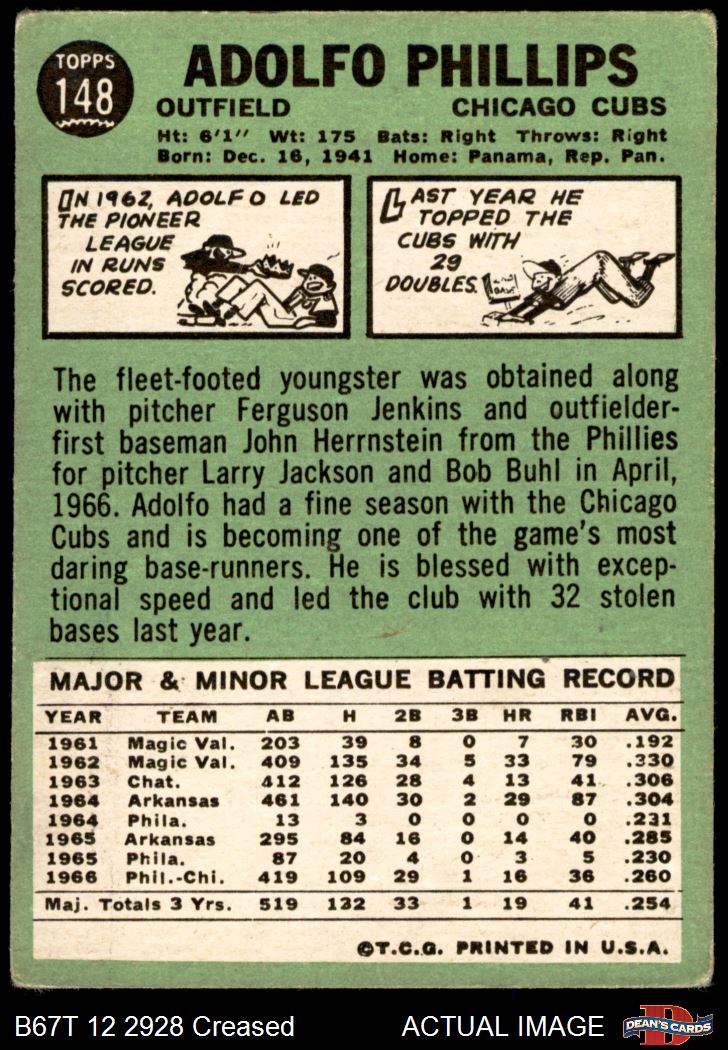 TOPPS
148
ADOLFO PHILLIPS
OUTFIELD CHICAGO CUBS
Ht: 6'1" Wt: 175 Bats: Right Throws: Right
Born: Dec. 16, 1941 Home: Panama, Rep. Pan.
IN 1962, ADOLFO LED
THE PIONEER
LEAGUE
IN RUNS
SCORED.
LAST YEAR HE
TOPPED THE
CUBS WITH
29
DOUBLES.
The fleet-footed youngster was obtained along
with pitcher Ferguson Jenkins and outfielder-
first baseman John Herrnstein from the Phillies
for pitcher Larry Jackson and Bob Buhl in April,
1966. Adolfo had a fine season with the Chicago
Cubs and is becoming one of the game's most
daring base-runners. He is blessed with excep-
tional speed and led the club with 32 stolen
bases last year.
MAJOR & MINOR LEAGUE BATTING RECORD
YEAR TEAM AB H 2B 3B HR RBI AVG.
1961 Magic Val. 203 39 8 0 7 30 .192
1962 Magic Val. 409 135 34 5 33 79 .330
1963 Chat. 412 126 28 4 13 41 .306
1964 Arkansas 461 140 30 2 29 87 .304
1964 Phila. 13 3 0 0 0 0 .231
1965 Arkansas 295 84 16 0 14 40 .285
1965 Phila. 87 20 4 0 3 5 .230
1966 Phil.-Chi. 419 109 29 1 16 36 .260
Maj. Totals 3 Yrs. 519 132 33 1 19 41 .254
©T.C.G. PRINTED IN U.S.A.
B67T 12 2928 Creased ACTUAL IMAGE
DEAN'S CARDS